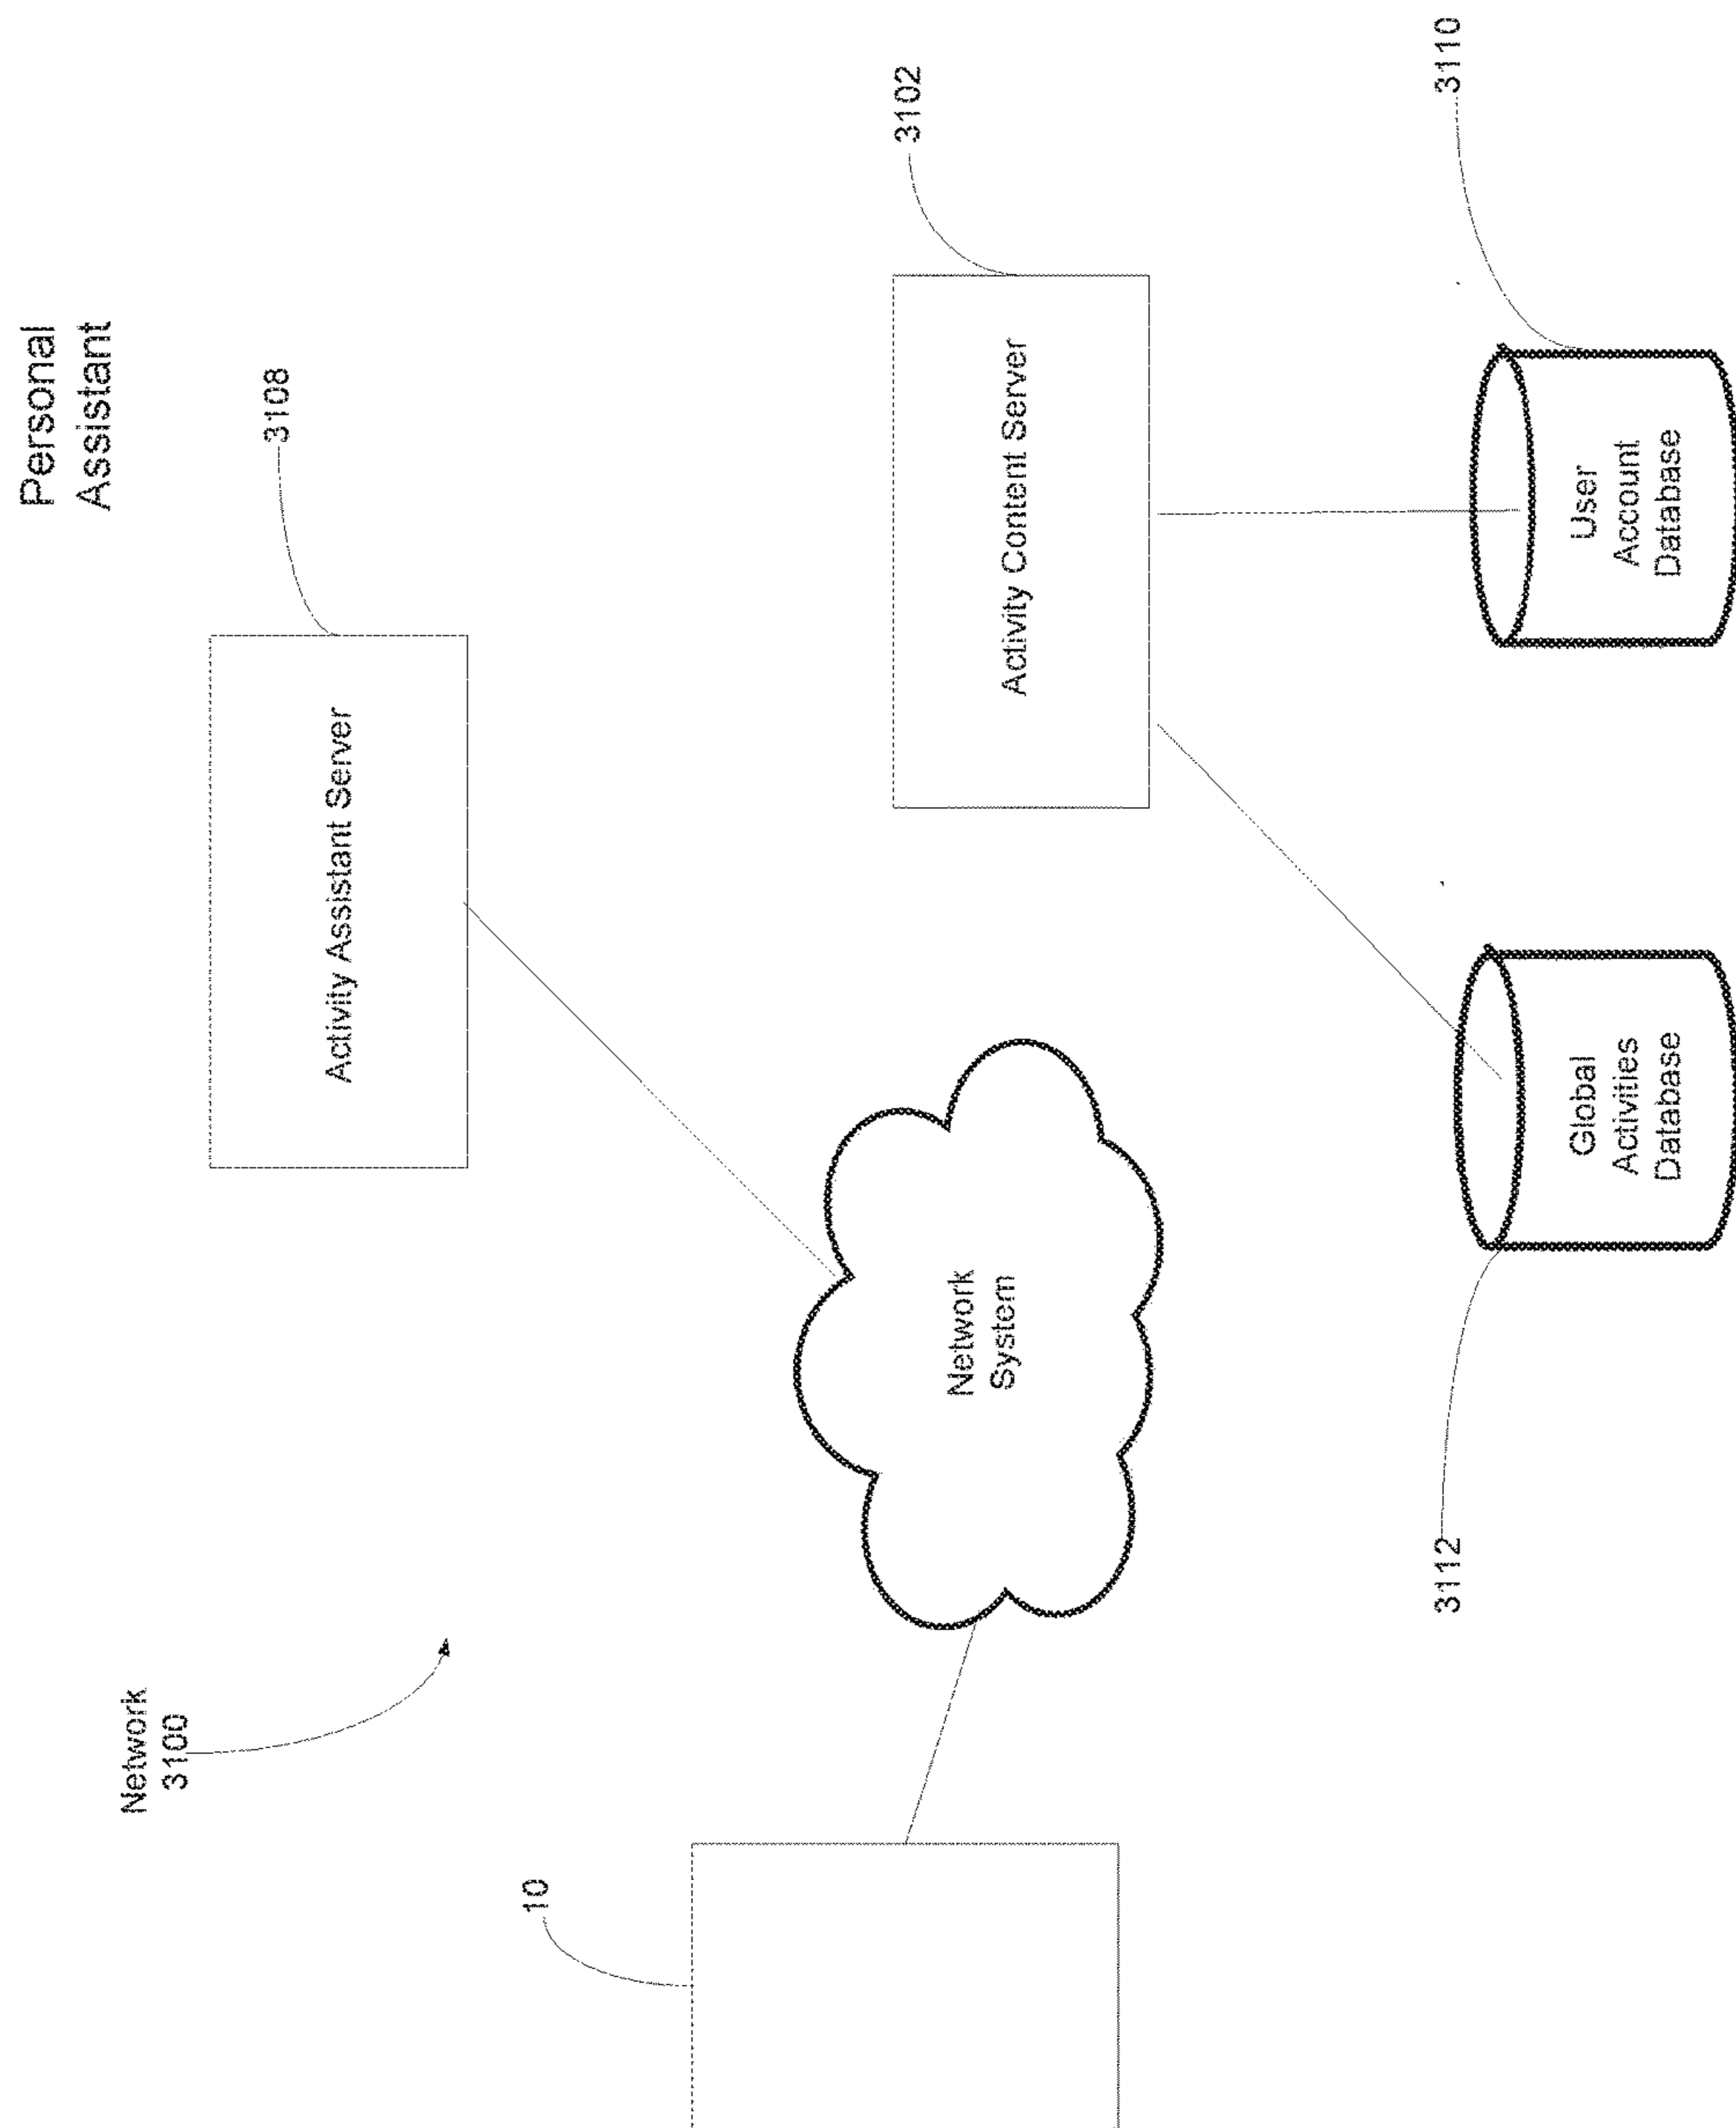 Personal
Assistant
Network
3100
3108
Activity Assistant Server
10
3102
Network
System
Activity Content Server
3112
3110
Global
Activities
Database
User
Account
Database